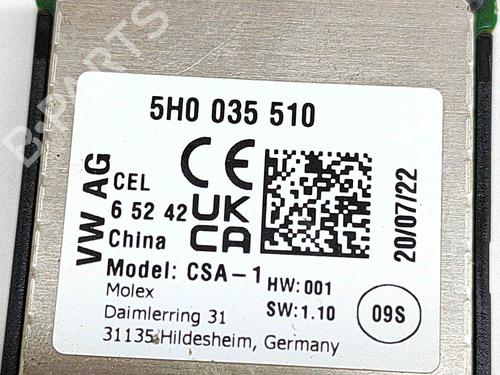 B-PARTS
5H0 035 510
VW AG
CEL
6 52 42
China
CE
UK
CA
20/07/22
Model: CSA-1
HW:001
Molex
SW:1.10
09S
Daimlerring 31
31135 Hildesheim, Germany